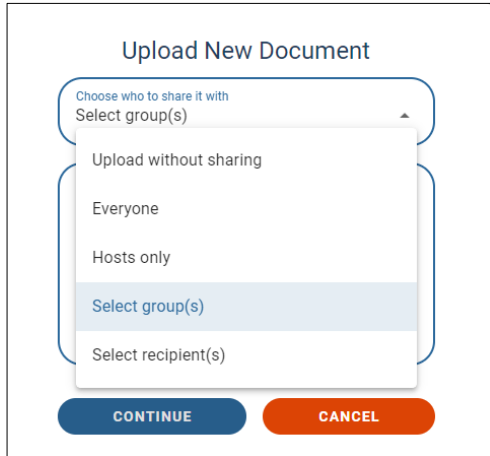 Upload New Document
Choose who to share it with
Select group(s)
Upload without sharing
Everyone
Hosts only
Select group(s)
Select recipient(s)
CONTINUE CANCEL